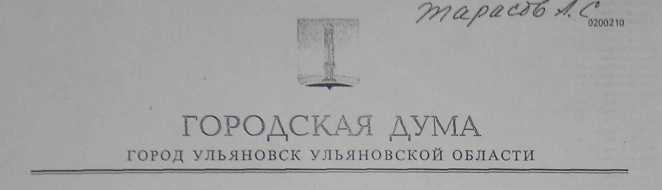 Тарасов А.С
0200210
ГОРОДСКАЯ ДУМА
ГОРОД УЛЬЯНОВСК УЛЬЯНОВСКОЙ ОБЛАСТИ